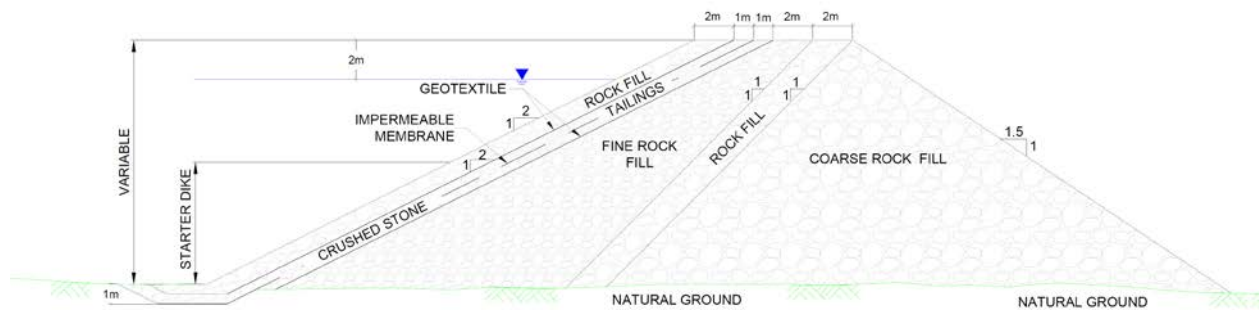 2m 1m 1m 2m 2m
2m
GEOTEXTILE
ROCK FILL
TAILINGS
1
1
1
1
IMPERMEABLE
MEMBRANE
2
1
2
1
FINE ROCK
FILL
ROCK FILL
COARSE ROCK FILL
1.5
1
VARIABLE
STARTER DIKE
CRUSHED STONE
1m
NATURAL GROUND
NATURAL GROUND